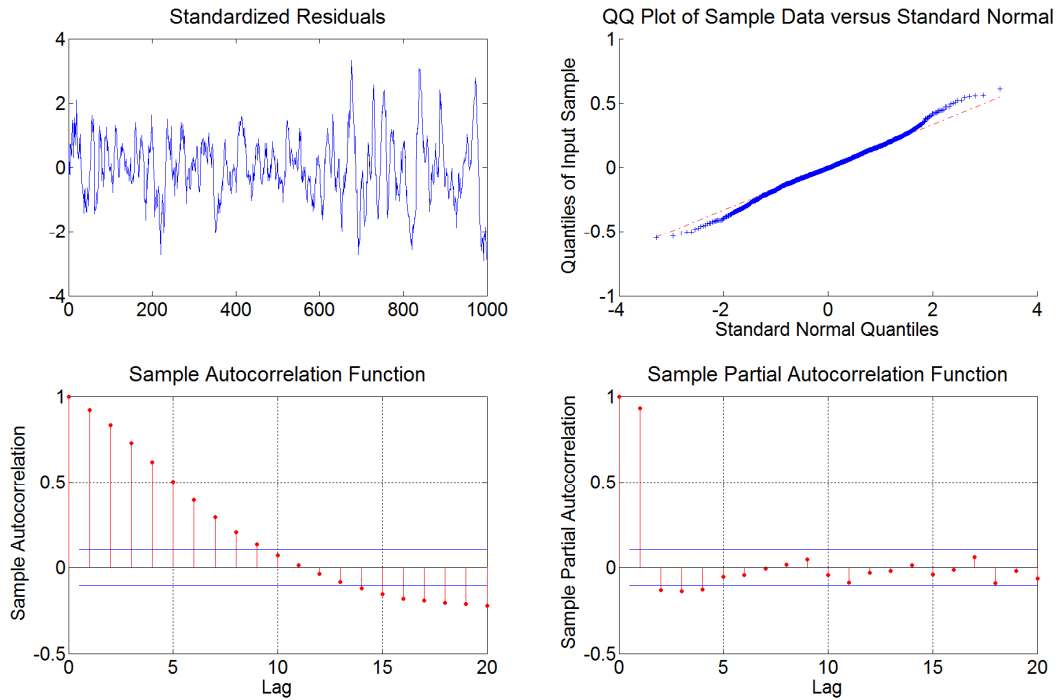 Standardized Residuals
4
2
0
-2
-4
0 200 400 600 800 1000
QQ Plot of Sample Data versus Standard Normal
Quantiles of Input Sample
1
0.5
0
-0.5
-1
-4 -2 0 2 4
Standard Normal Quantiles
Sample Autocorrelation Function
Sample Autocorrelation
1
0.5
0
-0.5
0 5 10 15 20
Lag
Sample Partial Autocorrelation Function
Sample Partial Autocorrelation
1
0.5
0
-0.5
0 5 10 15 20
Lag